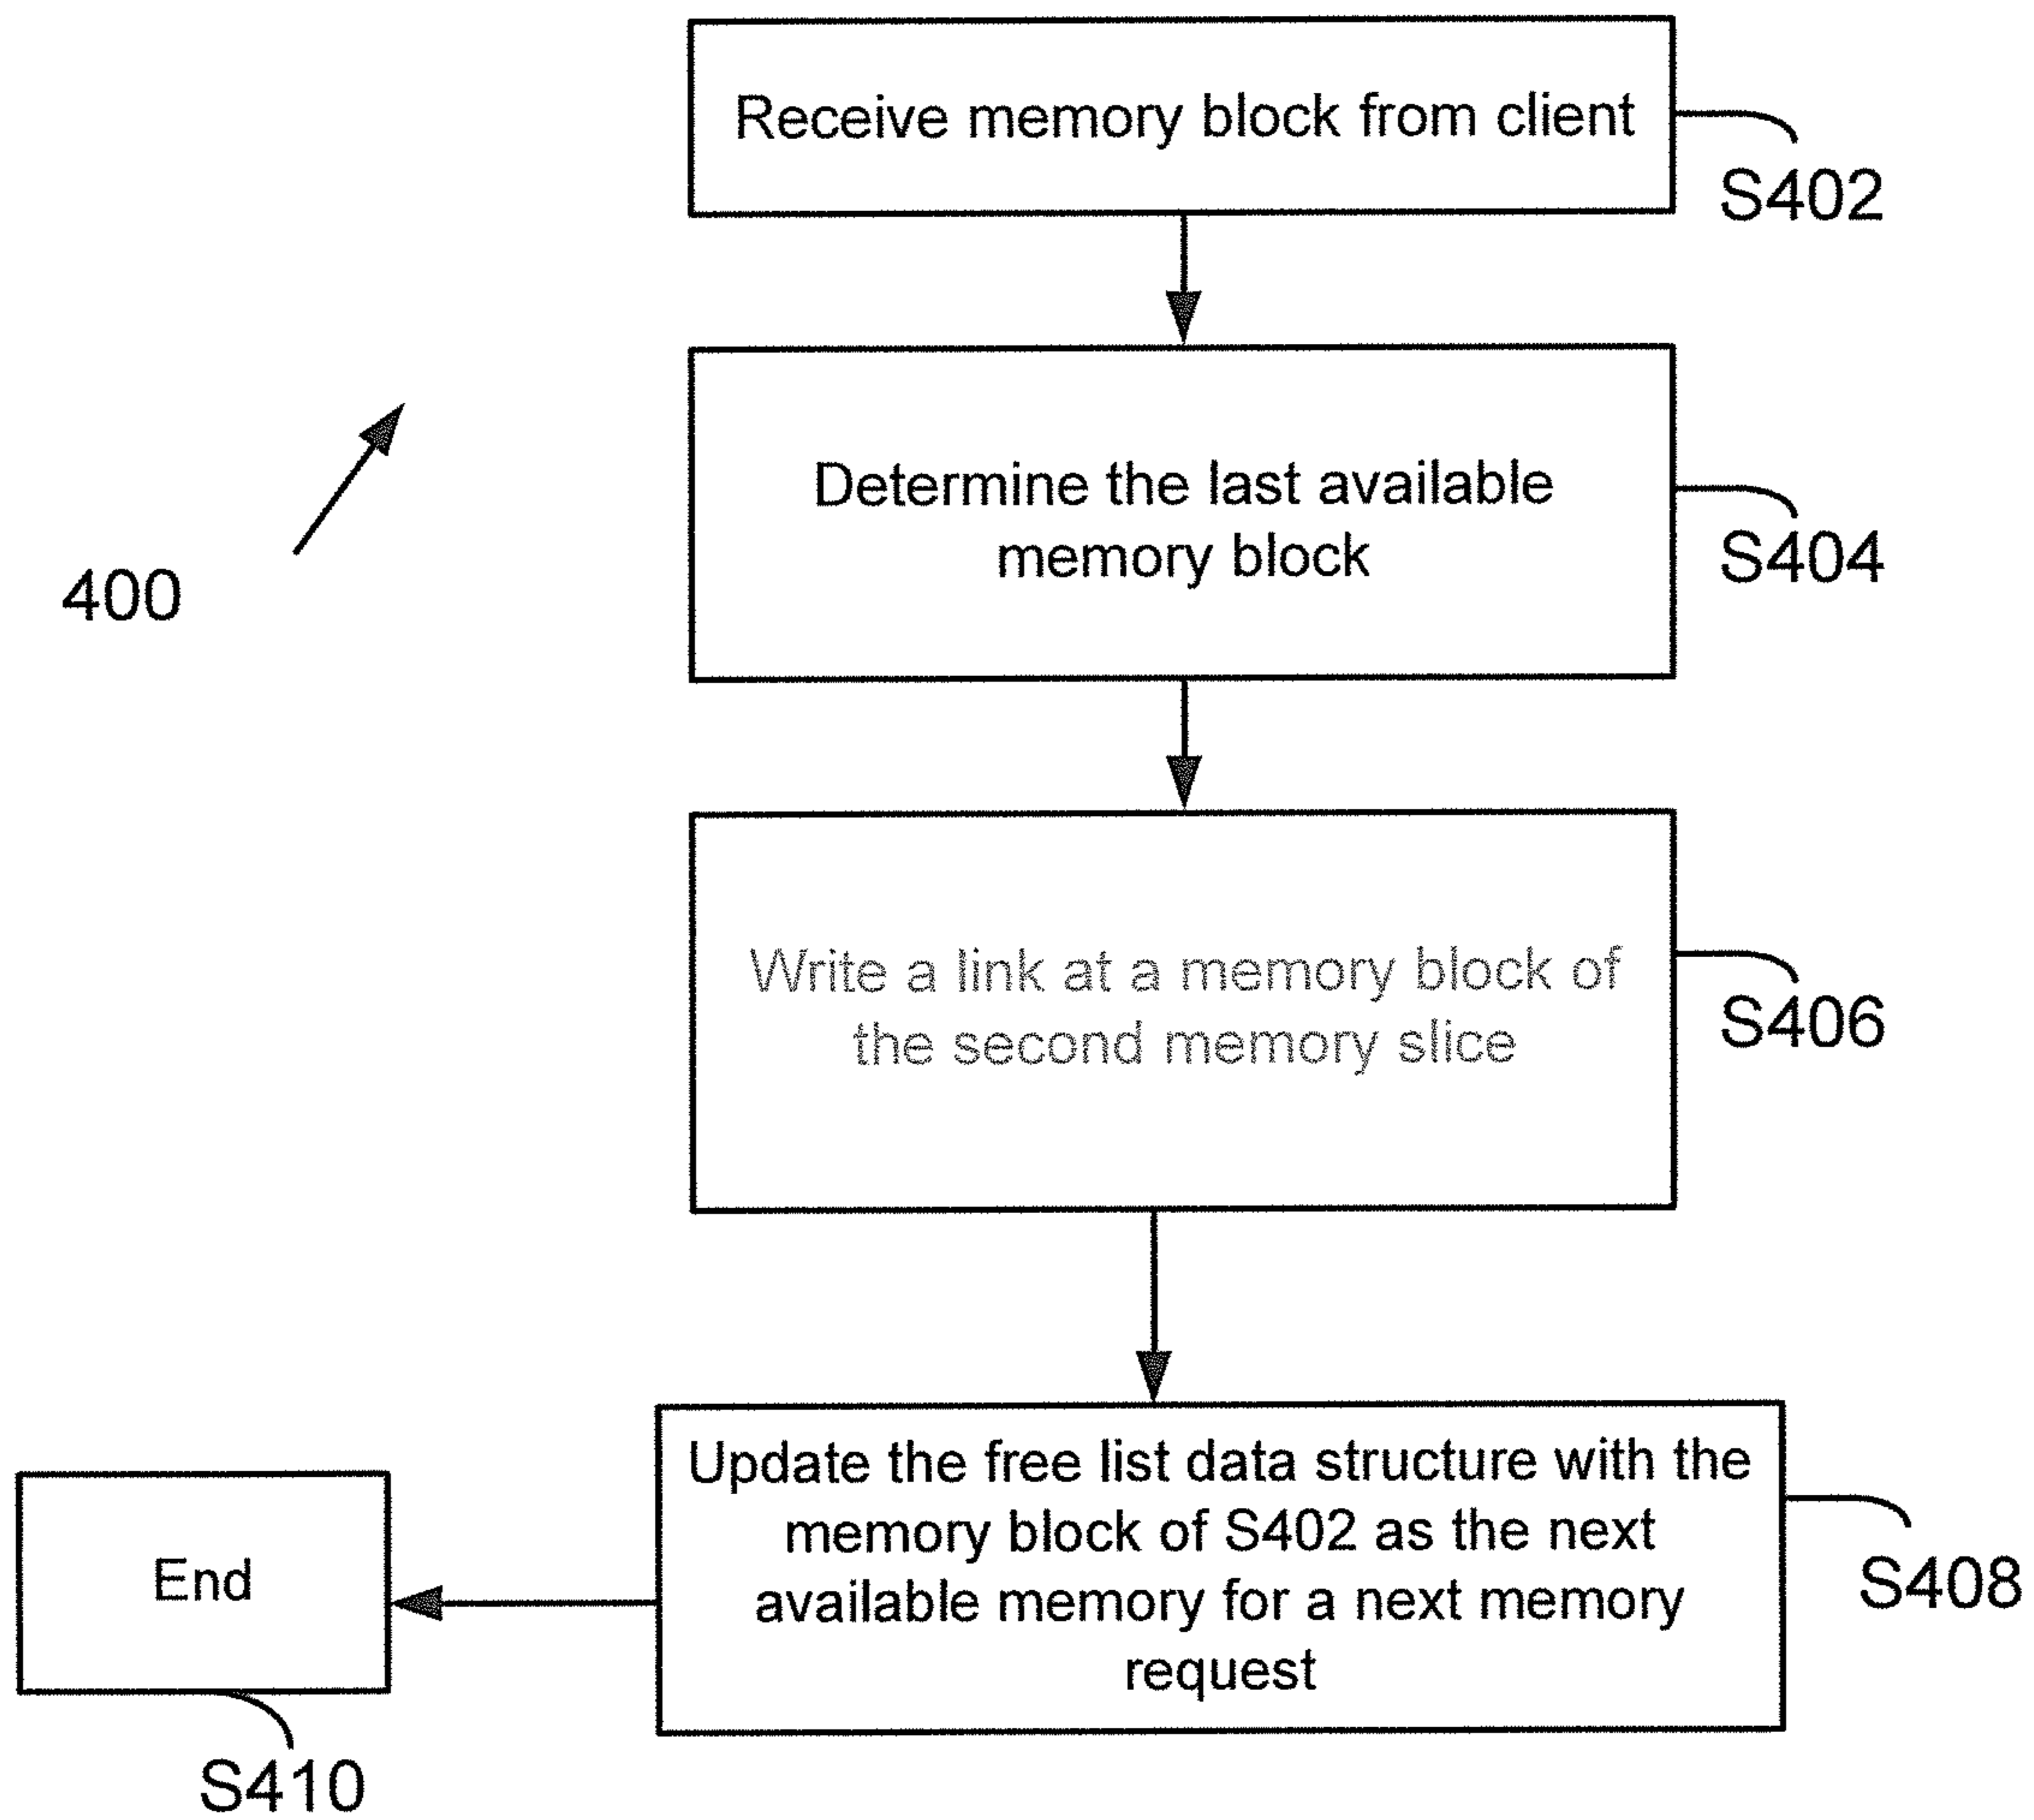 Receive memory block from client
S402
Determine the last available
memory block
S404
400
Write a link at a memory block of
the second memory slice
S406
Update the free list data structure with the
memory block of S402 as the next
available memory for a next memory
request
S408
End
S410